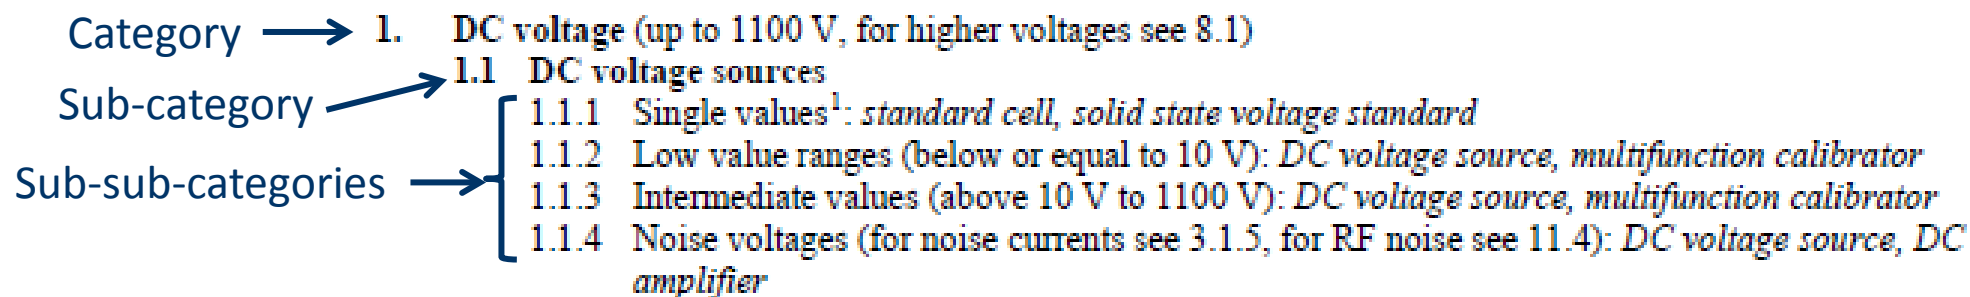 Category 1. DC voltage (up to 1100 V, for higher voltages see 8.1)
1.1 DC voltage sources
Sub-category
1.1.1 Single values¹: standard cell, solid state voltage standard
1.1.2 Low value ranges (below or equal to 10 V): DC voltage source, multifunction calibrator
Sub-sub-categories
1.1.3 Intermediate values (above 10 V to 1100 V): DC voltage source, multifunction calibrator
1.1.4 Noise voltages (for noise currents see 3.1.5, for RF noise see 11.4): DC voltage source, DC
amplifier